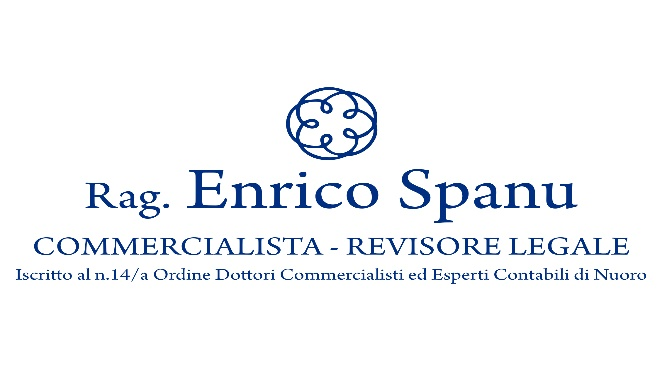 Rag. Enrico Spanu
COMMERCIALISTA - REVISORE LEGALE
Iscritto al n.14/a Ordine Dottori Commercialisti ed Esperti Contabili di Nuoro